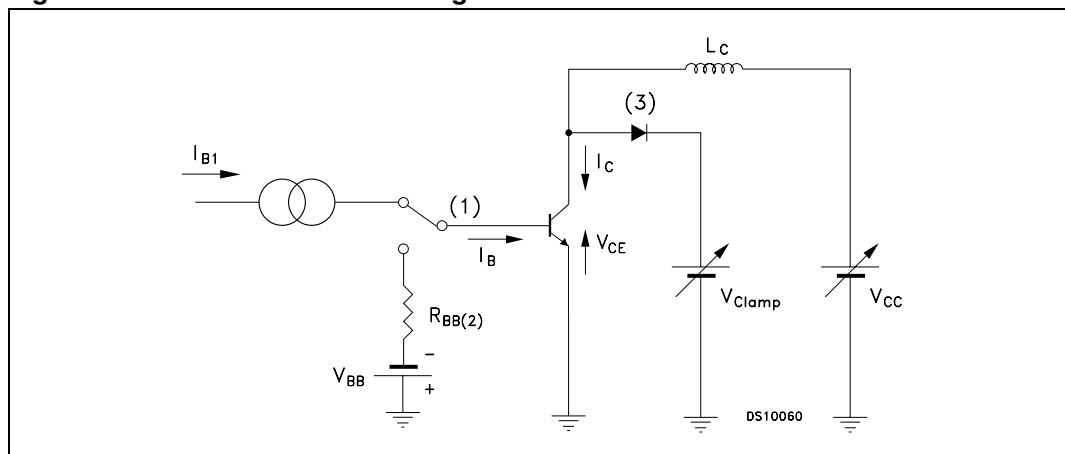 L_C
(3)
I_B1
I_C
(1)
I_B
V_CE
V_Clamp
V_CC
R_BB(2)
-
V_BB
+
DS10060